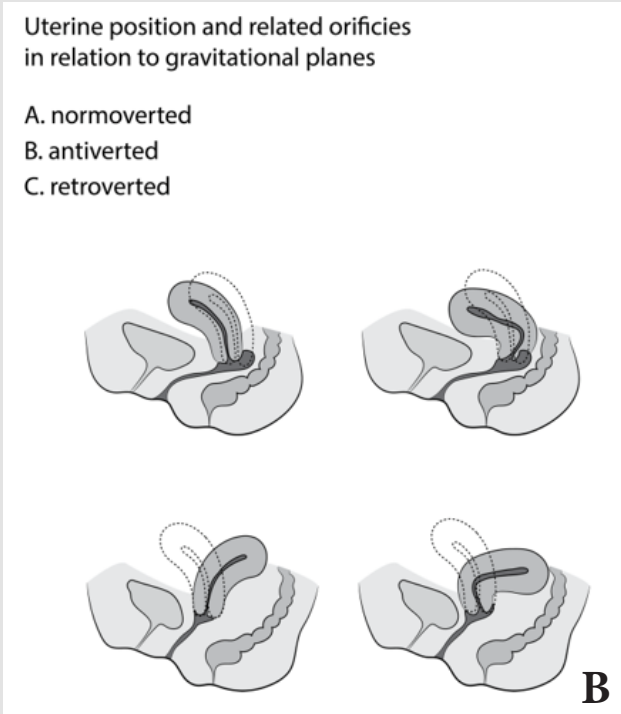 Uterine position and related orificies
in relation to gravitational planes
A. normoverted
B. antiverted
C. retroverted
B